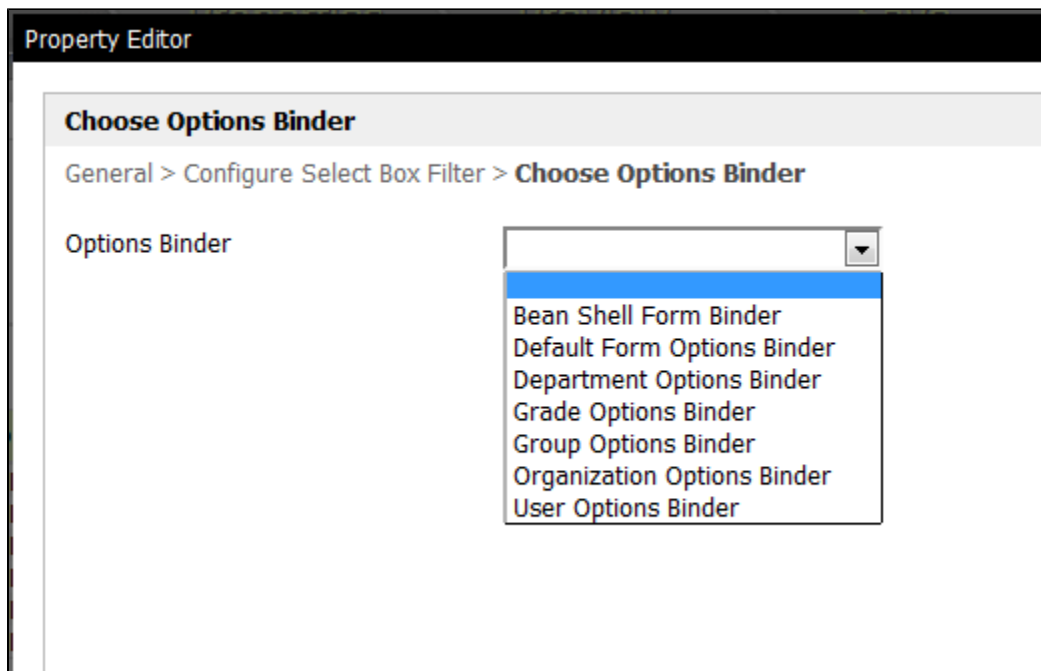 Property Editor
Choose Options Binder
General > Configure Select Box Filter > Choose Options Binder
Options Binder
Bean Shell Form Binder
Default Form Options Binder
Department Options Binder
Grade Options Binder
Group Options Binder
Organization Options Binder
User Options Binder